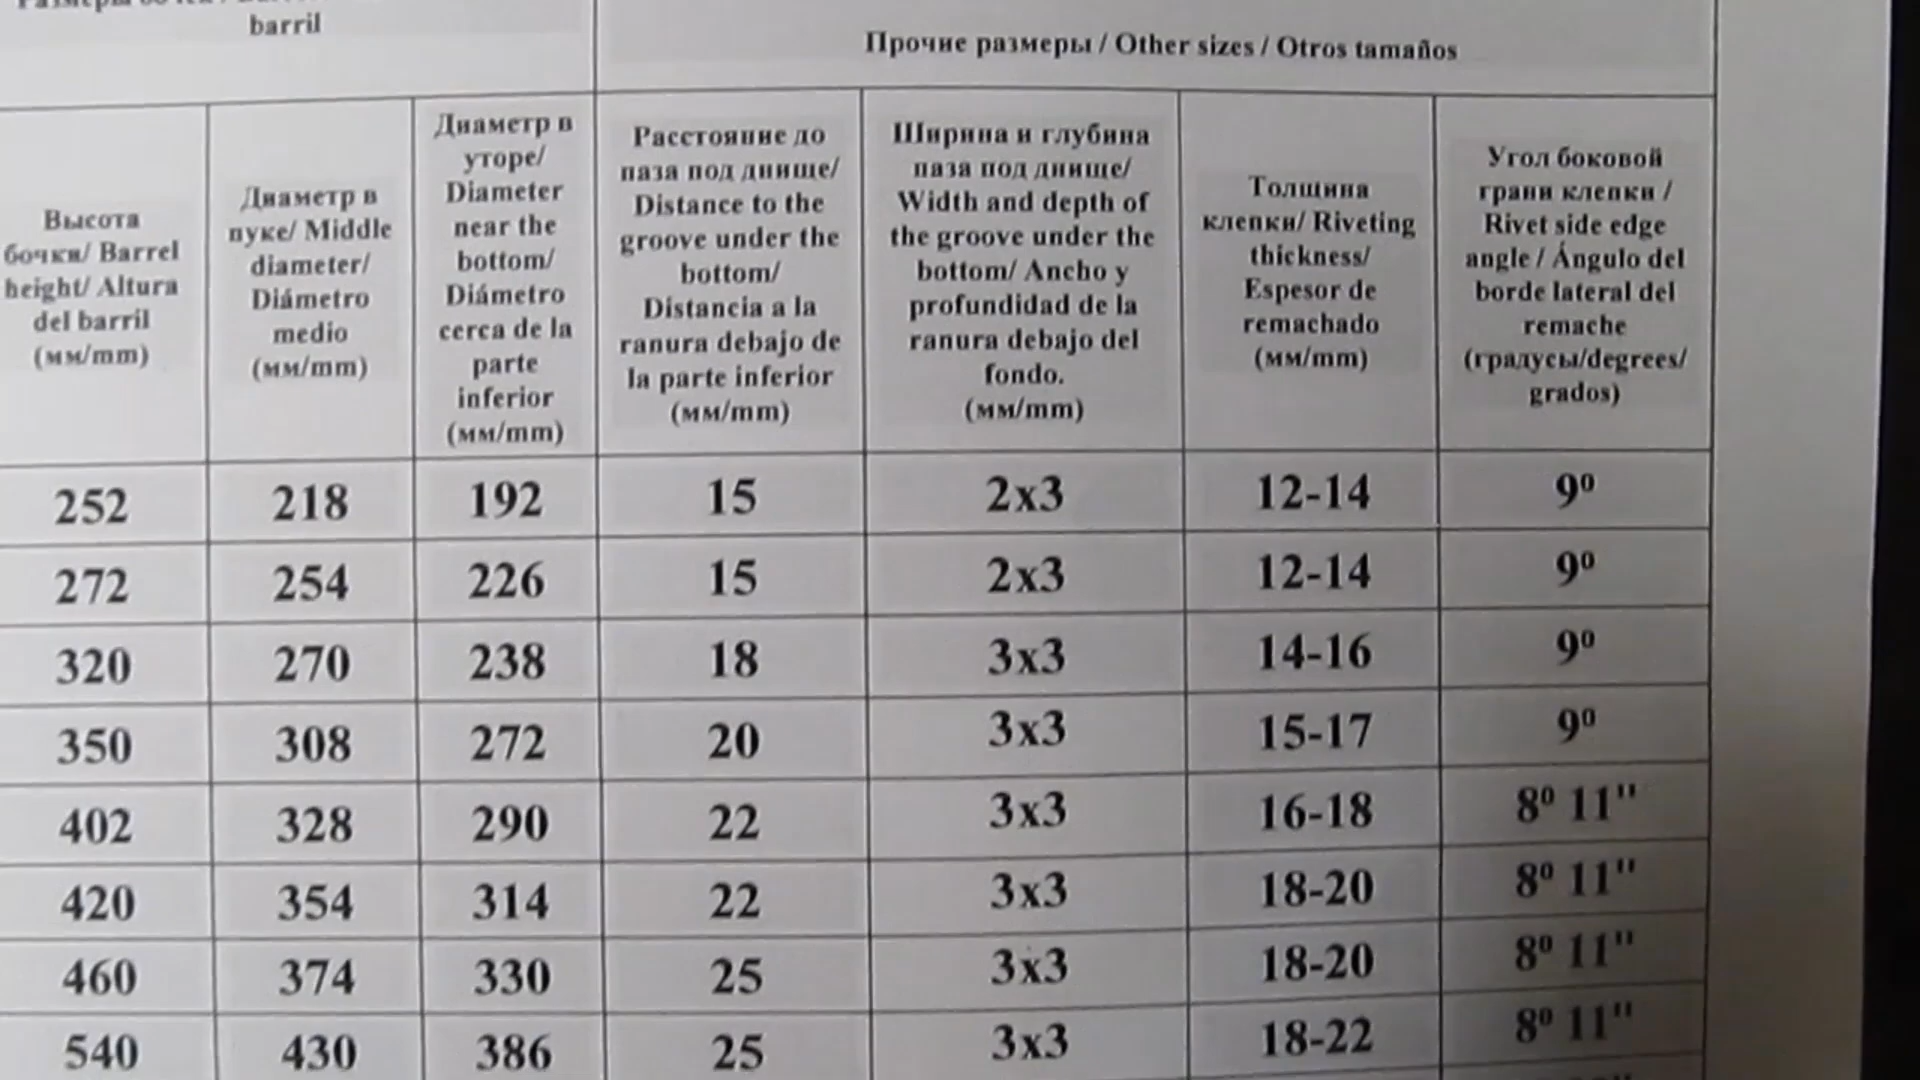 barril
Прочие размеры / Other sizes / Otros tamaños
Высота
бочки/ Barrel
height/ Altura
del barril
(мм/mm)
Диаметр в
пуке/ Middle
diameter/
Diámetro
medio
(мм/mm)
Диаметр в
уторе/
Diameter
near the
bottom/
Diámetro
cerca de la
parte
inferior
(мм/mm)
Расстояние до
паза под днище/
Distance to the
groove under the
bottom/
Distancia a la
ranura debajo de
la parte inferior
(мм/mm)
Ширина и глубина
паза под днище/
Width and depth of
the groove under the
bottom/ Ancho y
profundidad de la
ranura debajo del
fondo.
(мм/mm)
Толщина
клепки/ Riveting
thickness/
Espesor de
remachado
(мм/mm)
Угол боковой
грани клепки /
Rivet side edge
angle / Ángulo del
borde lateral del
remache
(градусы/degrees/
grados)
252 218 192 15 2x3 12-14 9º
272 254 226 15 2x3 12-14 9º
320 270 238 18 3x3 14-16 9º
350 308 272 20 3x3 15-17 9º
402 328 290 22 3x3 16-18 8º 11"
420 354 314 22 3x3 18-20 8º 11"
460 374 330 25 3x3 18-20 8º 11"
540 430 386 25 3x3 18-22 8º 11"